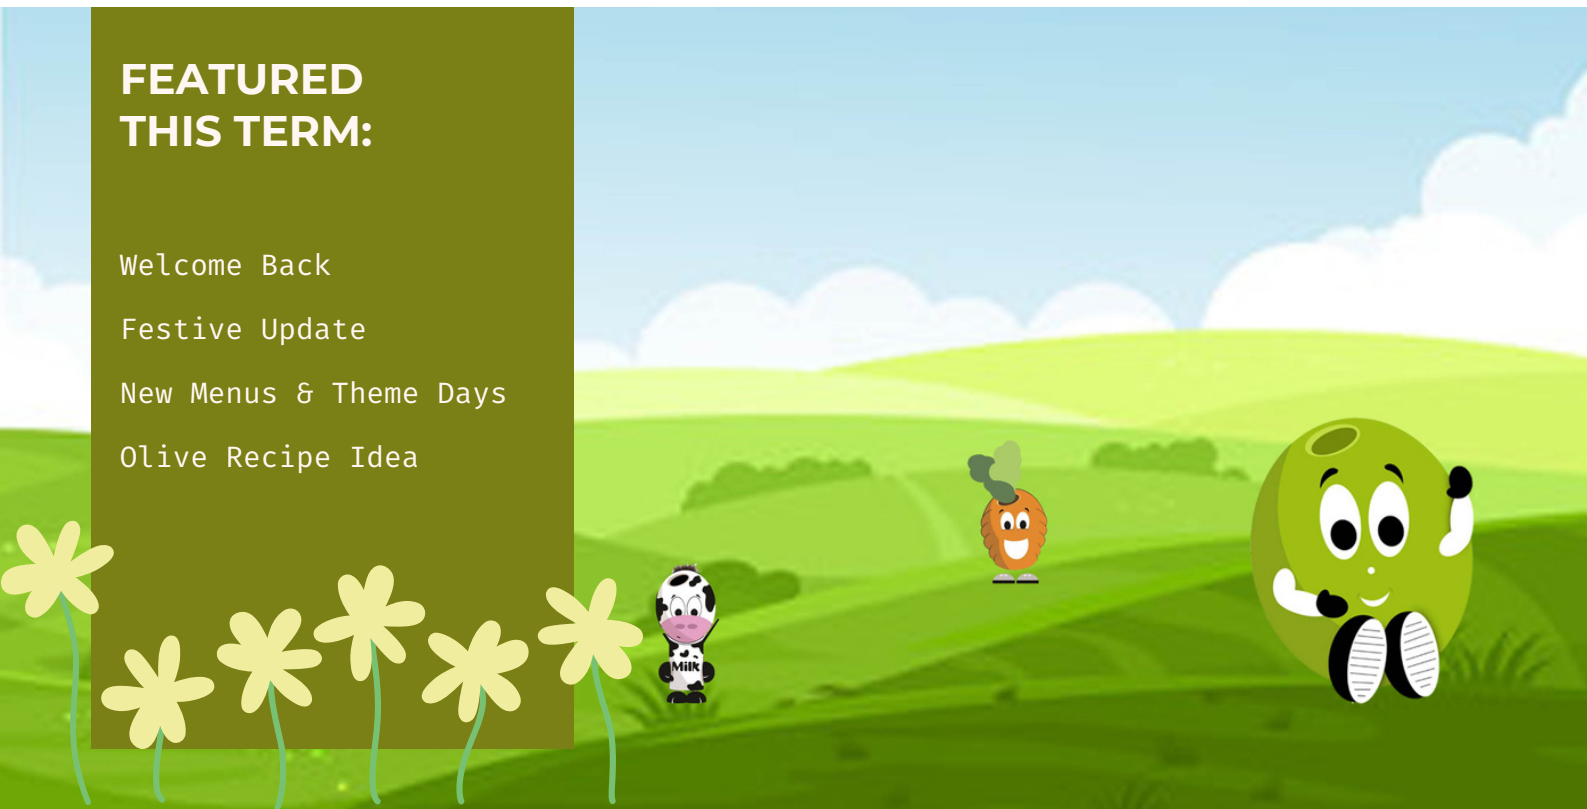 FEATURED
THIS TERM:
Welcome Back
Festive Update
New Menus & Theme Days
Olive Recipe Idea
Milk